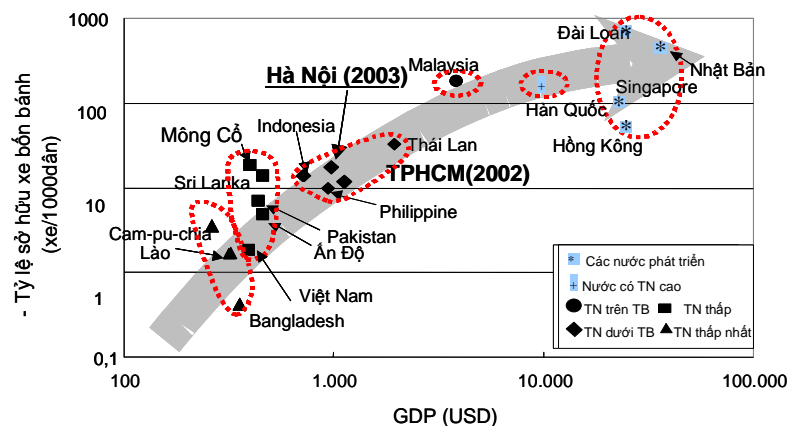 1000
100
10
1
0,1
- Tỷ lệ sở hữu xe bốn bánh
(xe/1000dân)
Đài Loan
Malaysia
Nhật Bản
Hà Nội (2003)
Singapore
Hàn Quốc
Indonesia
Mông Cổ
Thái Lan
Hồng Kông
TPHCM(2002)
Sri Lanka
Philippine
Cam-pu-chia
Pakistan
Lào
Ấn Độ
Việt Nam
Bangladesh
Các nước phát triển
Nước có TN cao
TN trên TB
TN thấp
TN dưới TB
TN thấp nhất
100
1.000
10.000
100.000
GDP (USD)